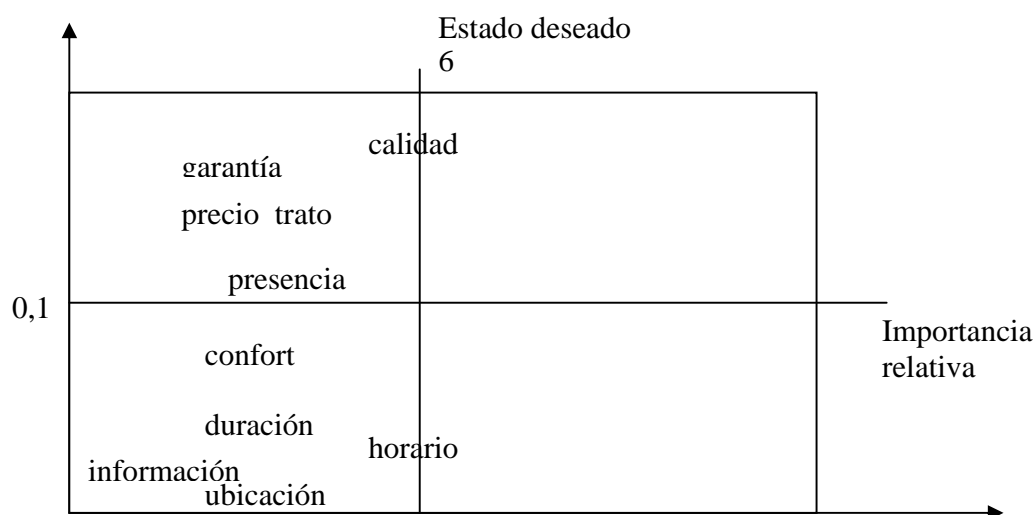 Estado deseado
6
calidad
garantía
precio trato
presencia
0,1
Importancia
relativa
confort
duración
horario
información
ubicación